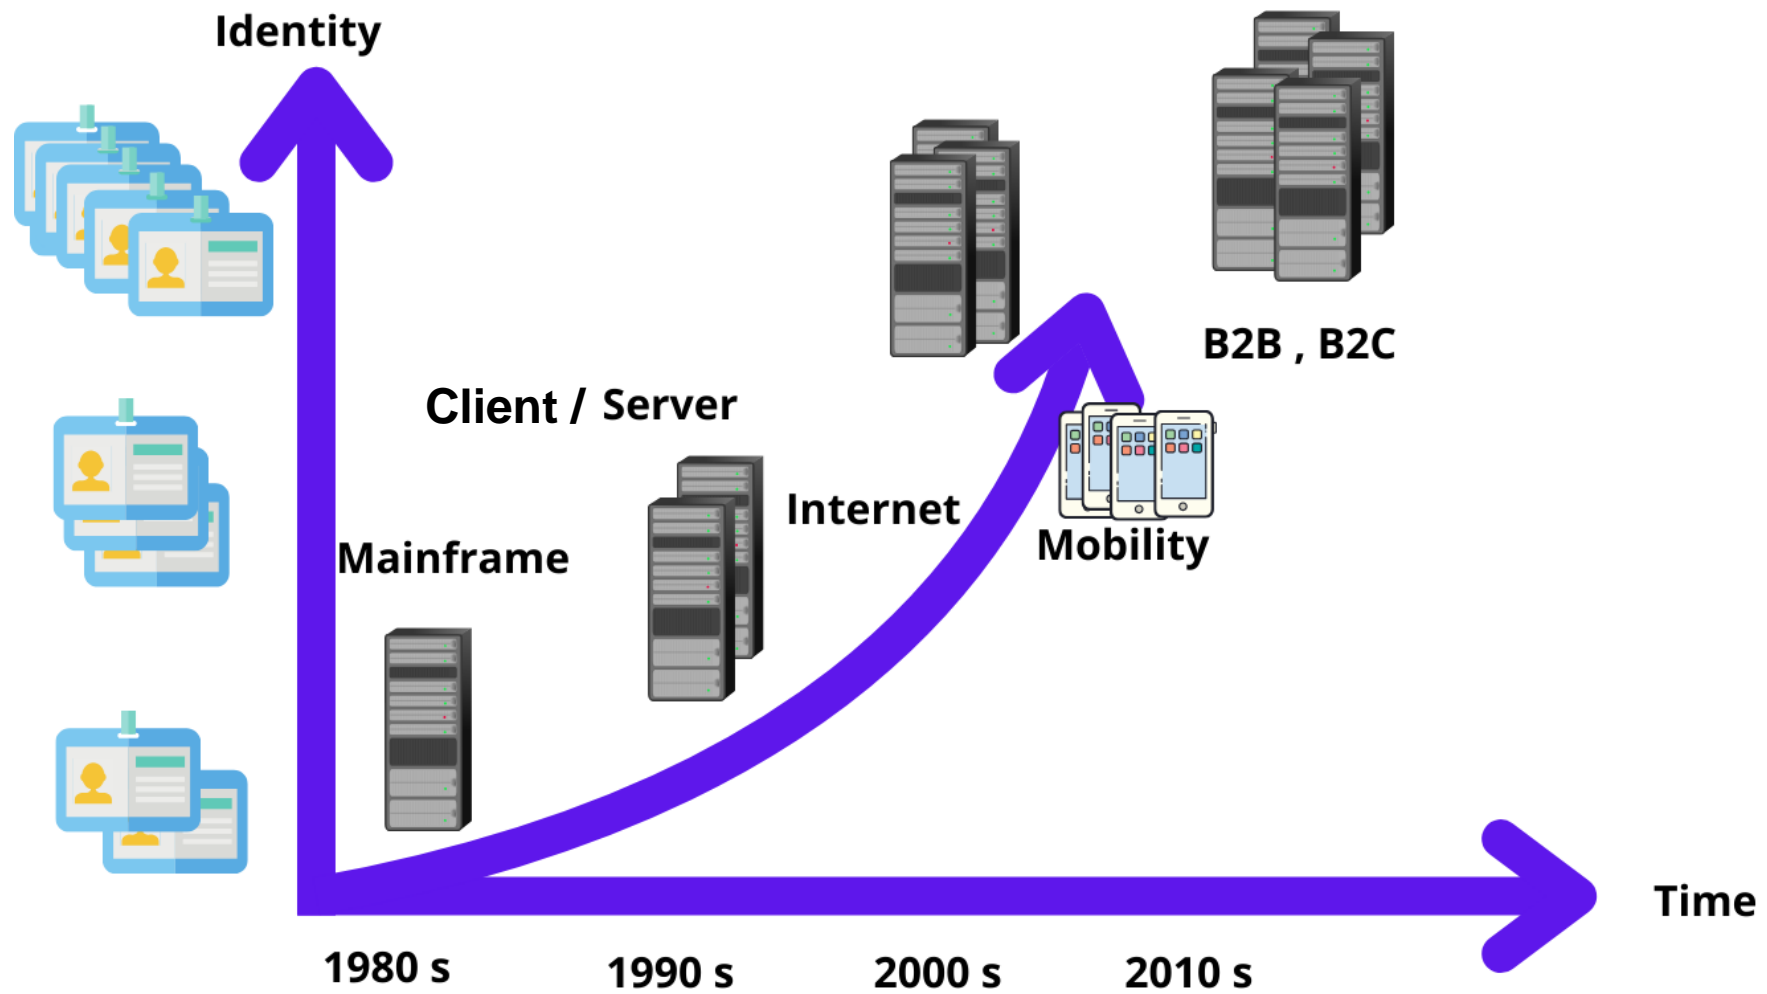 Identity
B2B , B2C
Client / Server
Internet
Mobility
Mainframe
Time
1980 s
1990 s
2000 s
2010 s